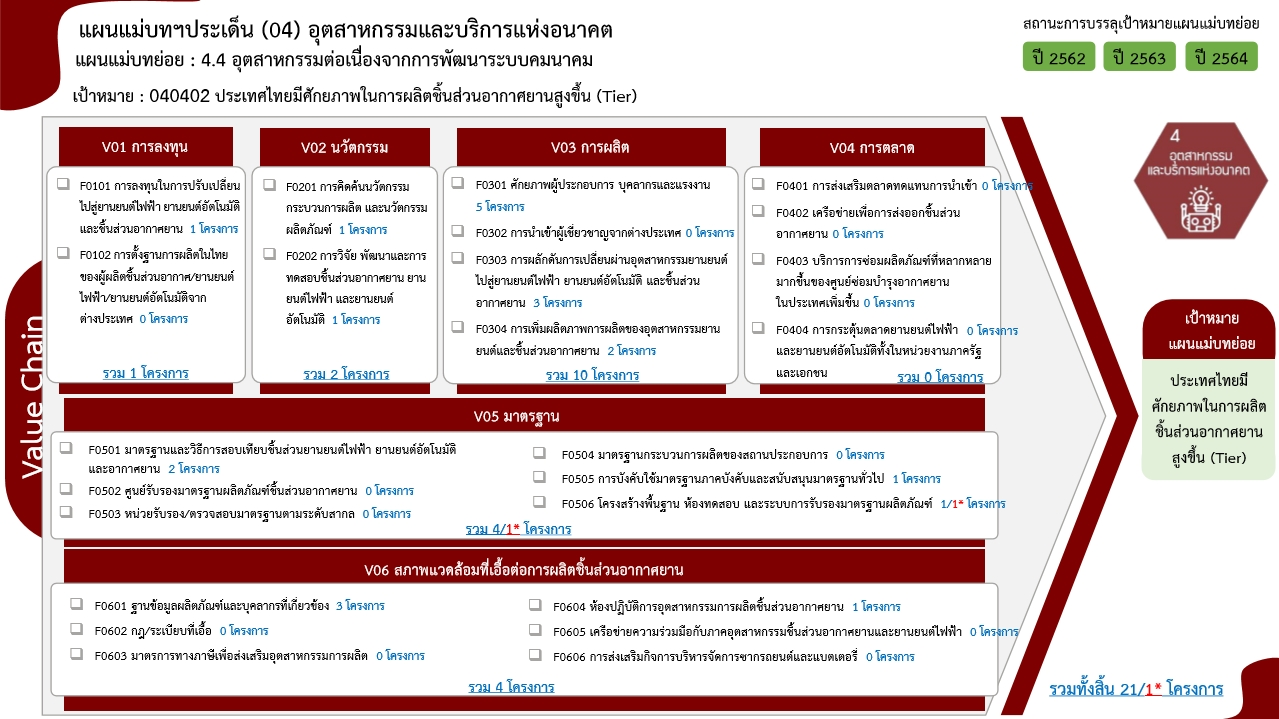 แผนแม่บทฯประเด็น (04) อุตสาหกรรมและบริการแห่งอนาคต
แผนแม่บทย่อย : 4.4 อุตสาหกรรมต่อเนื่องจากการพัฒนาระบบคมนาคม
เป้าหมาย : 040402 ประเทศไทยมีศักยภาพในการผลิตชิ้นส่วนอากาศยานสูงขึ้น (Tier)
สถานะการบรรลุเป้าหมายแผนแม่บทย่อย
ปี 2562
ปี 2563
ปี 2564
Value Chain
V01 การลงทุน
F0101 การลงทุนในการปรับเปลี่ยน
ไปสู่ยานยนต์ไฟฟ้า ยานยนต์อัตโนมัติ
และชิ้นส่วนอากาศยาน 1 โครงการ
F0102 การตั้งฐานการผลิตในไทย
ของผู้ผลิตชิ้นส่วนอากาศ/ยานยนต์
ไฟฟ้า/ยานยนต์อัตโนมัติจาก
ต่างประเทศ 0 โครงการ
รวม 1 โครงการ
V02 นวัตกรรม
F0201 การคิดค้นนวัตกรรม
กระบวนการผลิต และนวัตกรรม
ผลิตภัณฑ์ 1 โครงการ
F0202 การวิจัย พัฒนาและการ
ทดสอบชิ้นส่วนอากาศยาน ยาน
ยนต์ไฟฟ้า และยานยนต์
อัตโนมัติ 1 โครงการ
รวม 2 โครงการ
V03 การผลิต
F0301 ศักยภาพผู้ประกอบการ บุคลากรและแรงงาน
5 โครงการ
F0302 การนำเข้าผู้เชี่ยวชาญจากต่างประเทศ 0 โครงการ
F0303 การผลักดันการเปลี่ยนผ่านอุตสาหกรรมยานยนต์
ไปสู่ยานยนต์ไฟฟ้า ยานยนต์อัตโนมัติ และชิ้นส่วน
อากาศยาน 3 โครงการ
F0304 การเพิ่มผลิตภาพการผลิตของอุตสาหกรรมยาน
ยนต์และชิ้นส่วนอากาศยาน 2 โครงการ
รวม 10 โครงการ
V04 การตลาด
F0401 การส่งเสริมตลาดทดแทนการนำเข้า 0 โครงการ
F0402 เครือข่ายเพื่อการส่งออกชิ้นส่วน
อากาศยาน 0 โครงการ
F0403 บริการการซ่อมผลิตภัณฑ์ที่หลากหลาย
มากขึ้นของศูนย์ซ่อมบำรุงอากาศยาน
ในประเทศเพิ่มขึ้น 0 โครงการ
F0404 การกระตุ้นตลาดยานยนต์ไฟฟ้า 0 โครงการ
และยานยนต์อัตโนมัติทั้งในหน่วยงานภาครัฐ
และเอกชน
รวม 0 โครงการ
V05 มาตรฐาน
F0501 มาตรฐานและวิธีการสอบเทียบชิ้นส่วนยานยนต์ไฟฟ้า ยานยนต์อัตโนมัติ
และอากาศยาน 2 โครงการ
F0502 ศูนย์รับรองมาตรฐานผลิตภัณฑ์ชิ้นส่วนอากาศยาน 0 โครงการ
F0503 หน่วยรับรอง/ตรวจสอบมาตรฐานตามระดับสากล 0 โครงการ
F0504 มาตรฐานกระบวนการผลิตของสถานประกอบการ 0 โครงการ
F0505 การบังคับใช้มาตรฐานภาคบังคับและสนับสนุนมาตรฐานทั่วไป 1 โครงการ
F0506 โครงสร้างพื้นฐาน ห้องทดสอบ และระบบการรับรองมาตรฐานผลิตภัณฑ์ 1/1* โครงการ
รวม 4/1* โครงการ
V06 สภาพแวดล้อมที่เอื้อต่อการผลิตชิ้นส่วนอากาศยาน
F0601 ฐานข้อมูลผลิตภัณฑ์และบุคลากรที่เกี่ยวข้อง 3 โครงการ
F0602 กฎ/ระเบียบที่เอื้อ 0 โครงการ
F0603 มาตรการทางภาษีเพื่อส่งเสริมอุตสาหกรรมการผลิต 0 โครงการ
F0604 ห้องปฏิบัติการอุตสาหกรรมการผลิตชิ้นส่วนอากาศยาน 1 โครงการ
F0605 เครือข่ายความร่วมมือกับภาคอุตสาหกรรมชิ้นส่วนอากาศยานและยานยนต์ไฟฟ้า 0 โครงการ
F0606 การส่งเสริมกิจการบริหารจัดการซากรถยนต์และแบตเตอรี่ 0 โครงการ
รวม 4 โครงการ
4
อุตสาหกรรม
และบริการแห่งอนาคต
เป้าหมาย
แผนแม่บทย่อย
ประเทศไทยมี
ศักยภาพในการผลิต
ชิ้นส่วนอากาศยาน
สูงขึ้น (Tier)
รวมทั้งสิ้น 21/1* โครงการ